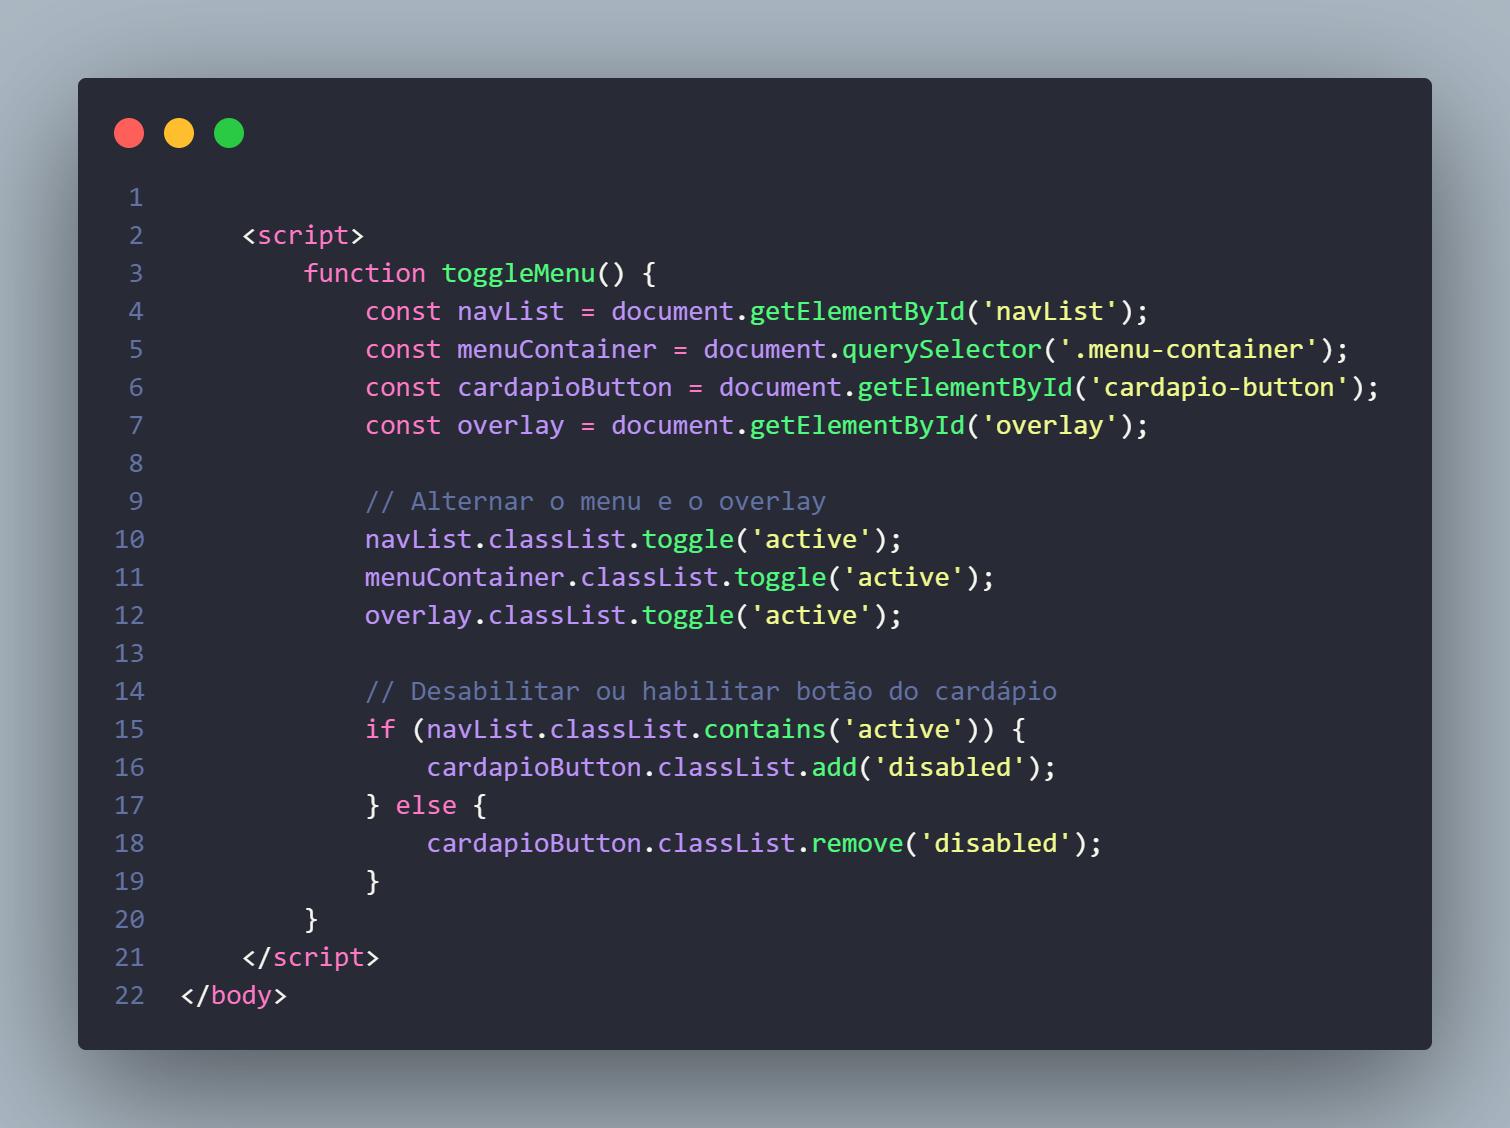 1
2 <script>
3 function toggleMenu() {
4 const navList = document.getElementById('navList');
5 const menuContainer = document.querySelector('.menu-container');
6 const cardapioButton = document.getElementById('cardapio-button');
7 const overlay = document.getElementById('overlay');
8
9 // Alternar o menu e o overlay
10 navList.classList.toggle('active');
11 menuContainer.classList.toggle('active');
12 overlay.classList.toggle('active');
13
14 // Desabilitar ou habilitar botão do cardápio
15 if (navList.classList.contains('active')) {
16 cardapioButton.classList.add('disabled');
17 } else {
18 cardapioButton.classList.remove('disabled');
19 }
20 }
21 </script>
22 </body>